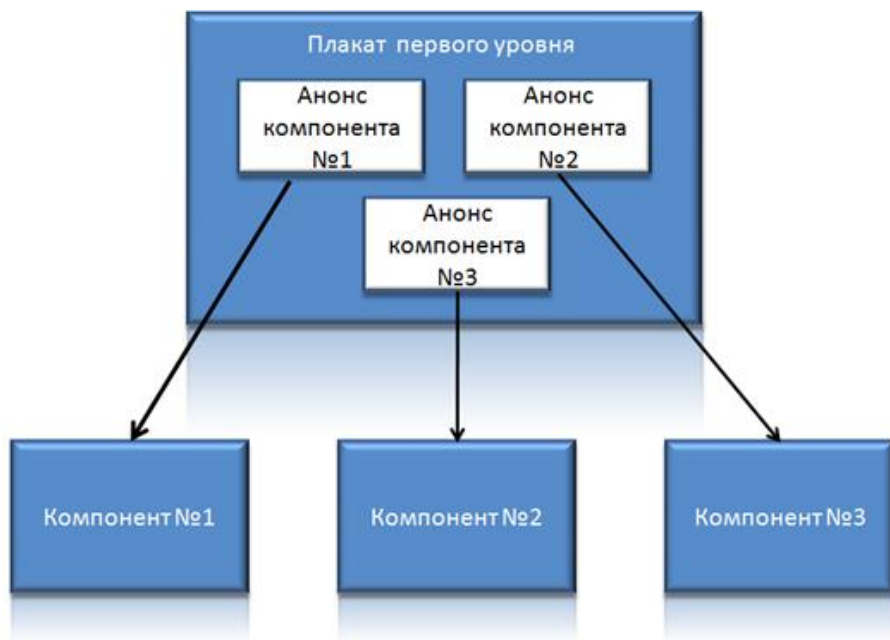 Плакат первого уровня
Анонс
компонента
№1
Анонс
компонента
№2
Анонс
компонента
№3
Компонент №1
Компонент №2
Компонент №3